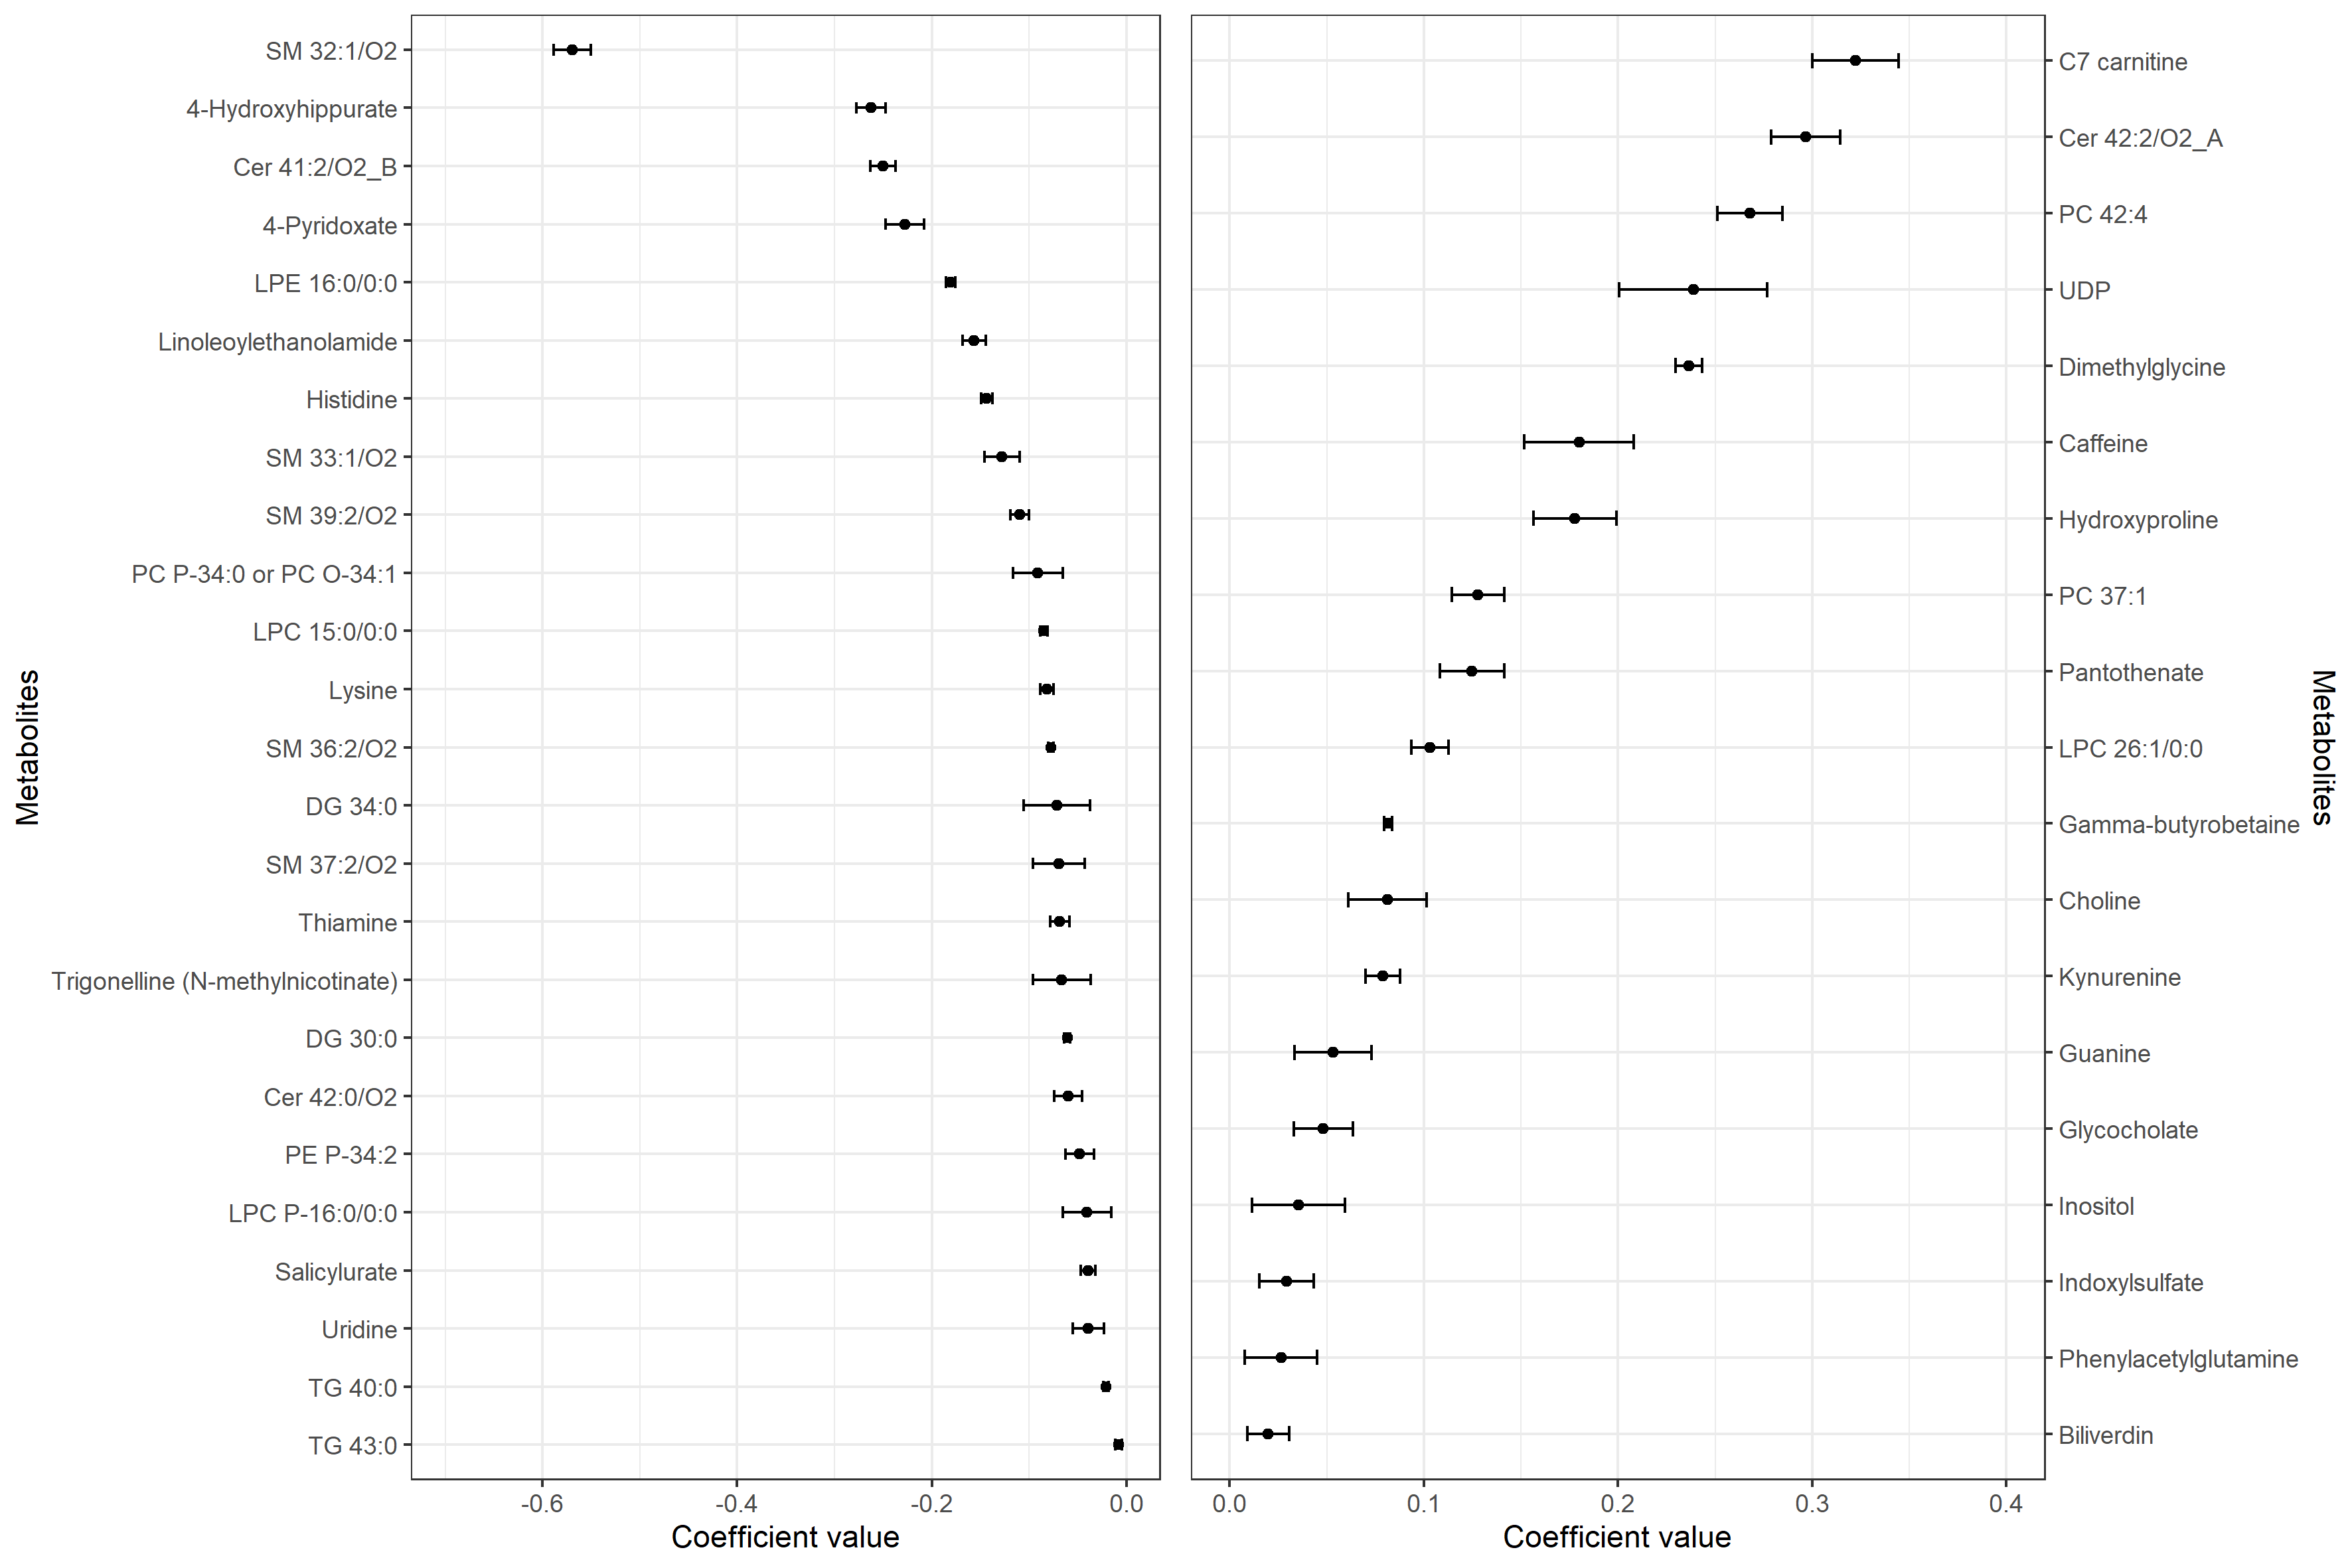 Metabolites
SM 32:1/O2
4-Hydroxyhippurate
Cer 41:2/O2_B
4-Pyridoxate
LPE 16:0/0:0
Linoleoylethanolamide
Histidine
SM 33:1/O2
SM 39:2/O2
PC P-34:0 or PC O-34:1
LPC 15:0/0:0
Lysine
SM 36:2/O2
DG 34:0
SM 37:2/O2
Thiamine
Trigonelline (N-methylnicotinate)
DG 30:0
Cer 42:0/O2
PE P-34:2
LPC P-16:0/0:0
Salicylurate
Uridine
TG 40:0
TG 43:0
-0.6 -0.4 -0.2 0.0
Coefficient value
C7 carnitine
Cer 42:2/O2_A
PC 42:4
UDP
Dimethylglycine
Caffeine
Hydroxyproline
PC 37:1
Pantothenate
LPC 26:1/0:0
Gamma-butyrobetaine
Choline
Kynurenine
Guanine
Glycocholate
Inositol
Indoxylsulfate
Phenylacetylglutamine
Biliverdin
0.0 0.1 0.2 0.3 0.4
Coefficient value
Metabolites